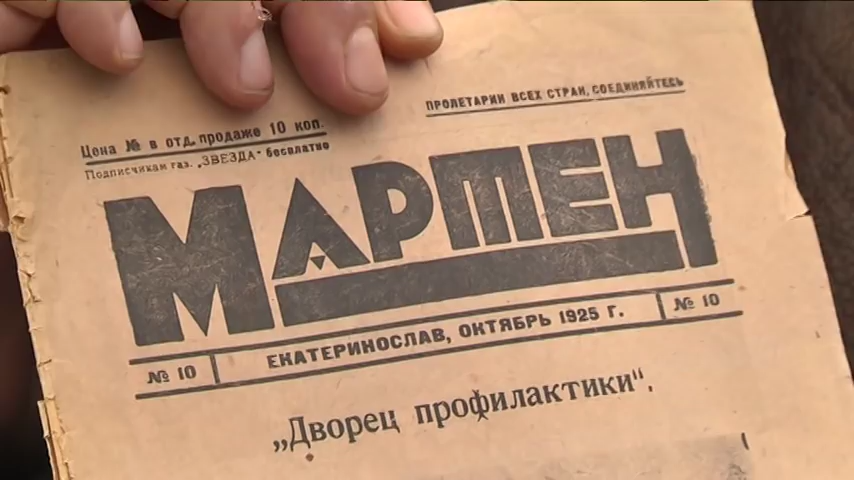 Цена № в отд. продаже 10 коп.
Подписчикам газ. „ЗВЕЗДА“ - бесплатно
ПРОЛЕТАРИИ ВСЕХ СТРАН, СОЕДИНЯЙТЕСЬ
МАРТЕН
№ 10 ЕКАТЕРИНОСЛАВ, ОКТЯБРЬ 1925 Г. № 10
„Дворец профилактики“.